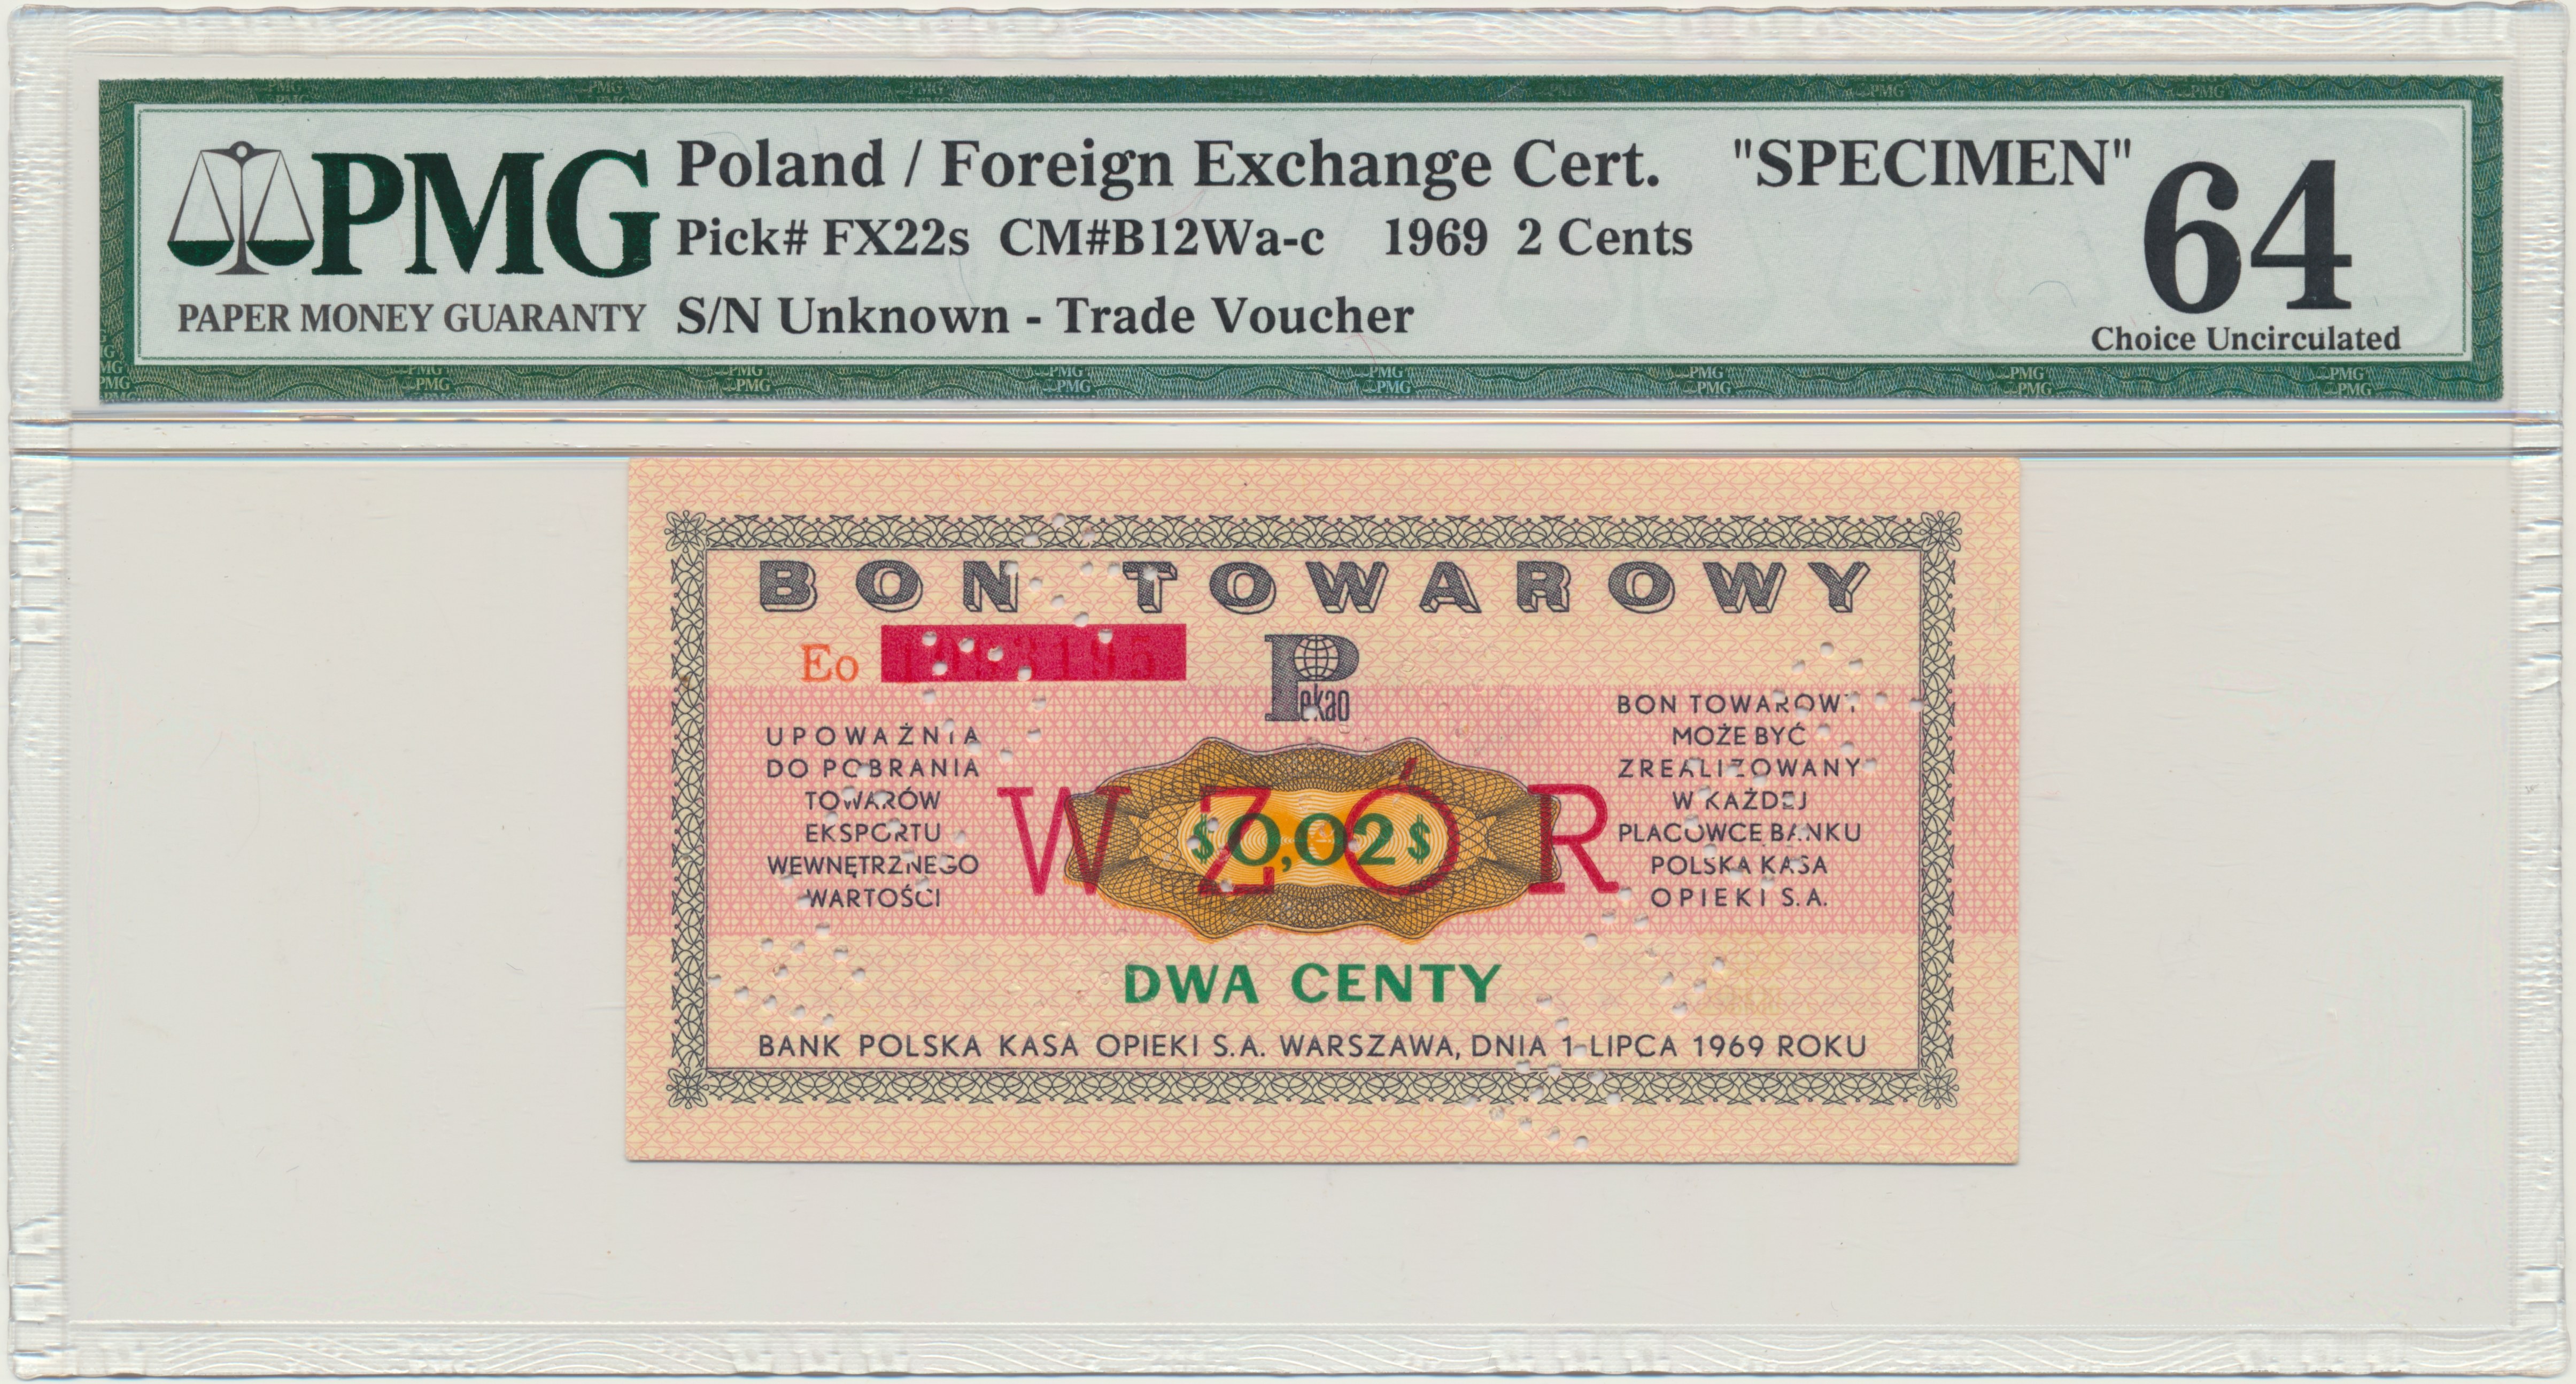 PMG
PAPER MONEY GUARANTY
Poland / Foreign Exchange Cert. "SPECIMEN"
Pick# FX22s CM#B12Wa-c 1969 2 Cents
S/N Unknown - Trade Voucher
64
Choice Uncirculated
BON TOWAROWY
Eo
Pekao
UPOWAŻNIA
DO POBRANIA
TOWARÓW
EKSPORTU
WEWNĘTRZNEGO
WARTOŚCI
WZÓR
$0,02$
BON TOWAROWY
MOŻE BYĆ
ZREALIZOWANY
W KAŻDEJ
PLACÓWCE BANKU
POLSKA KASA
OPIEKI S.A.
DWA CENTY
BANK POLSKA KASA OPIEKI S.A. WARSZAWA, DNIA 1 LIPCA 1969 ROKU